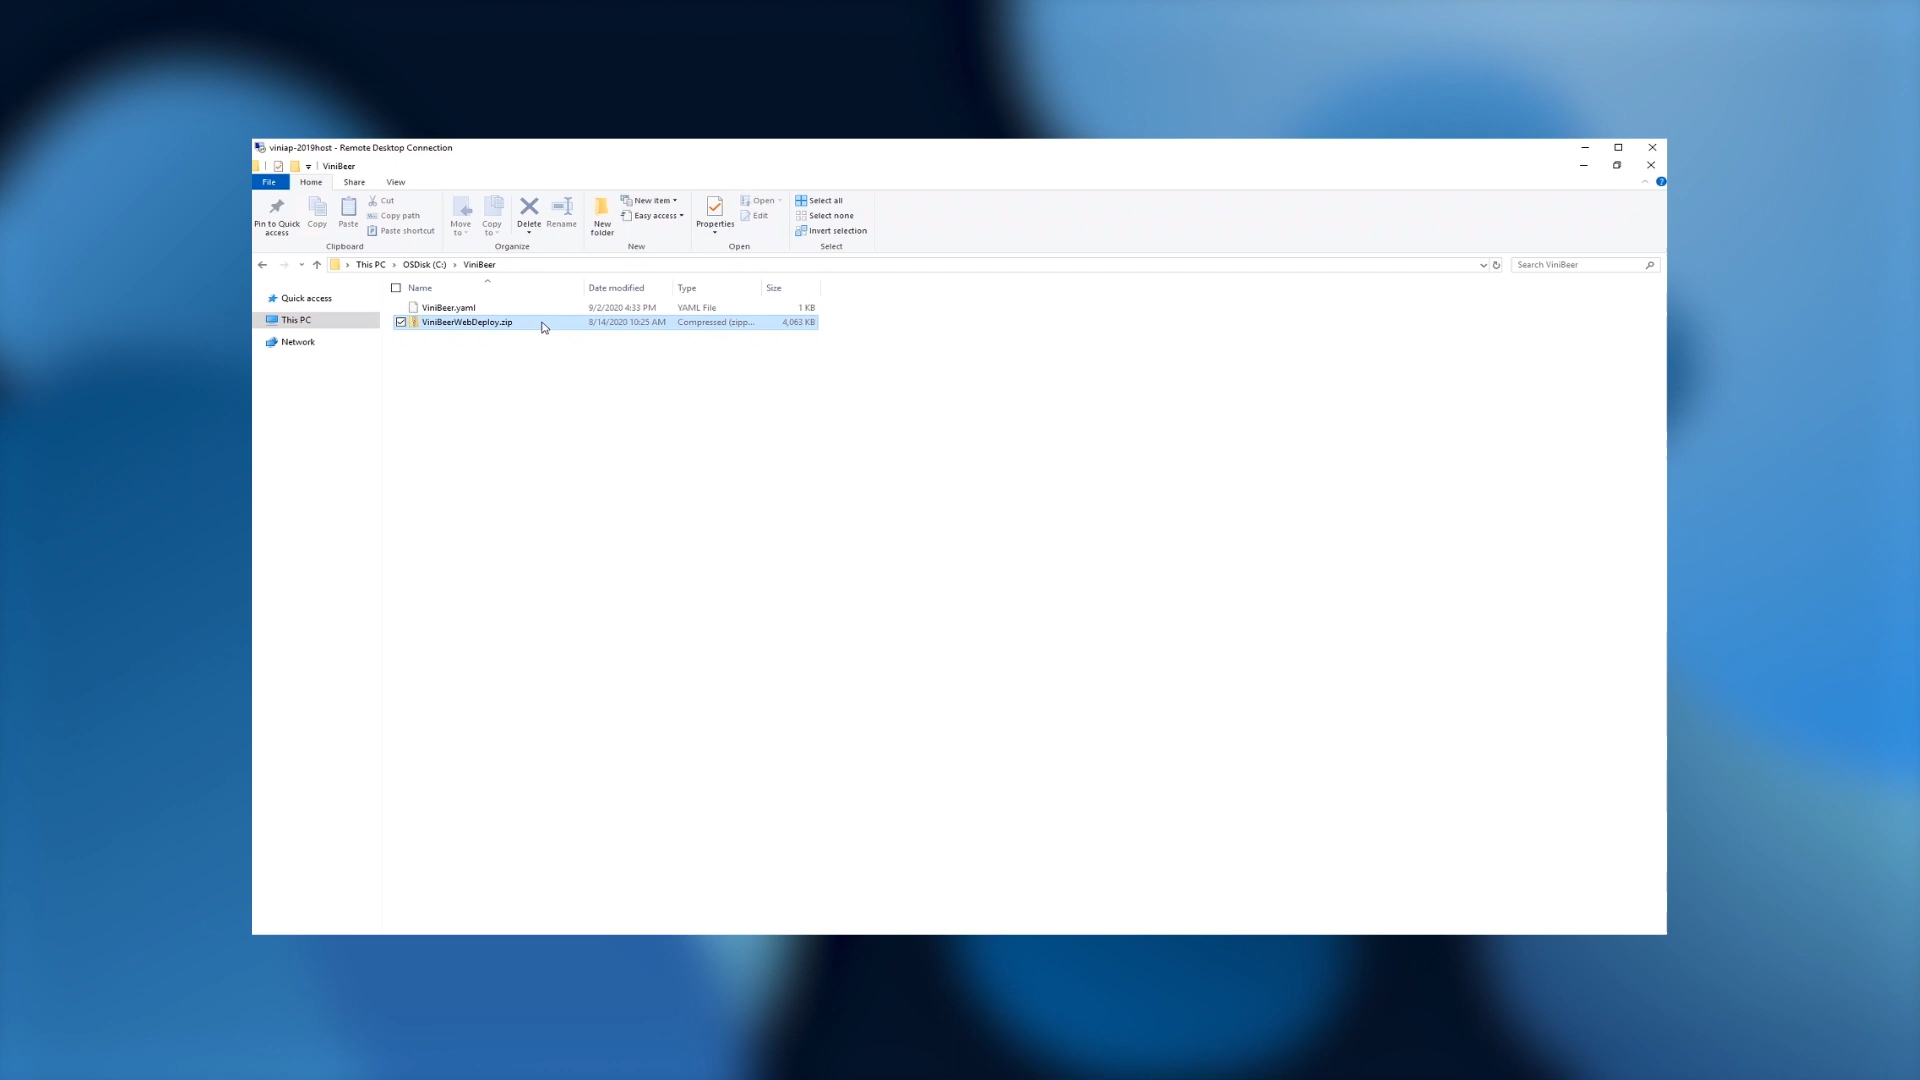 viniap-2019host - Remote Desktop Connection
ViniBeer
File Home Share View
Pin to Quick access
Copy
Paste
Cut
Copy path
Paste shortcut
Clipboard
Move to
Copy to
Delete
Rename
Organize
New folder
New item
Easy access
New
Properties
Open
Edit
Open
Select all
Select none
Invert selection
Select
This PC > OSDisk (C:) > ViniBeer
Search ViniBeer
Quick access
This PC
Network
Name Date modified Type Size
ViniBeer.yaml 9/2/2020 4:33 PM YAML File 1 KB
ViniBeerWebDeploy.zip 8/14/2020 10:25 AM Compressed (zipp... 4,063 KB